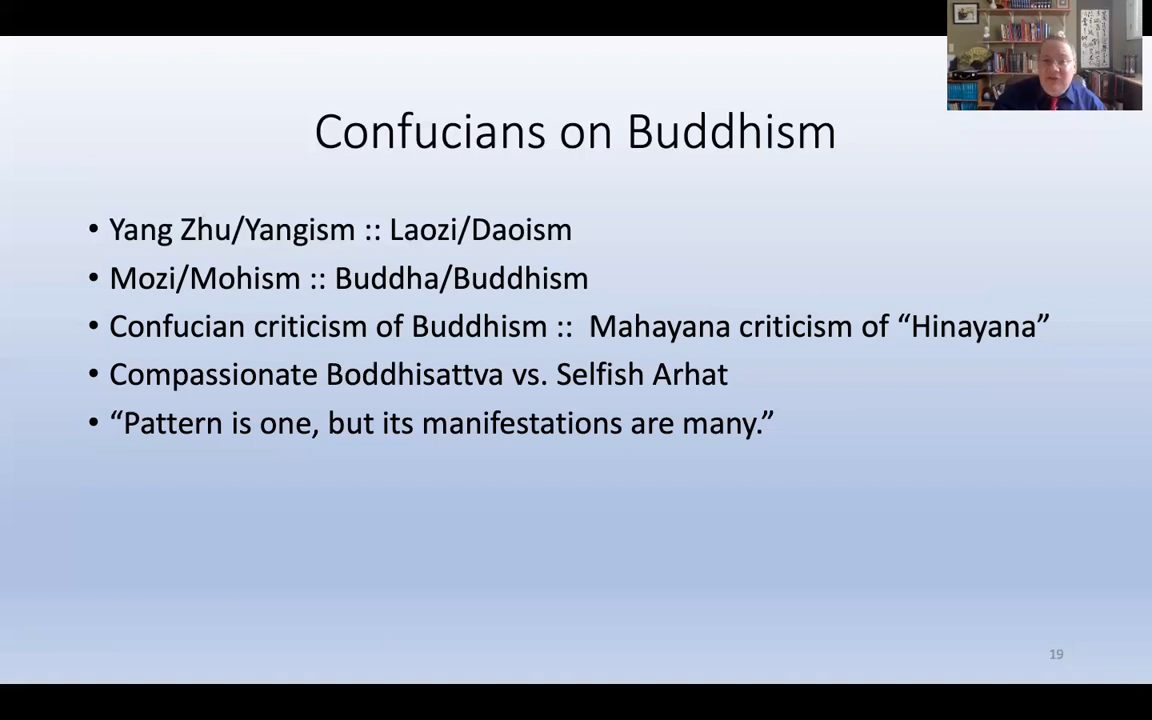 Confucians on Buddhism
• Yang Zhu/Yangism :: Laozi/Daoism
• Mozi/Mohism :: Buddha/Buddhism
• Confucian criticism of Buddhism :: Mahayana criticism of “Hinayana”
• Compassionate Boddhisattva vs. Selfish Arhat
• “Pattern is one, but its manifestations are many.”
19